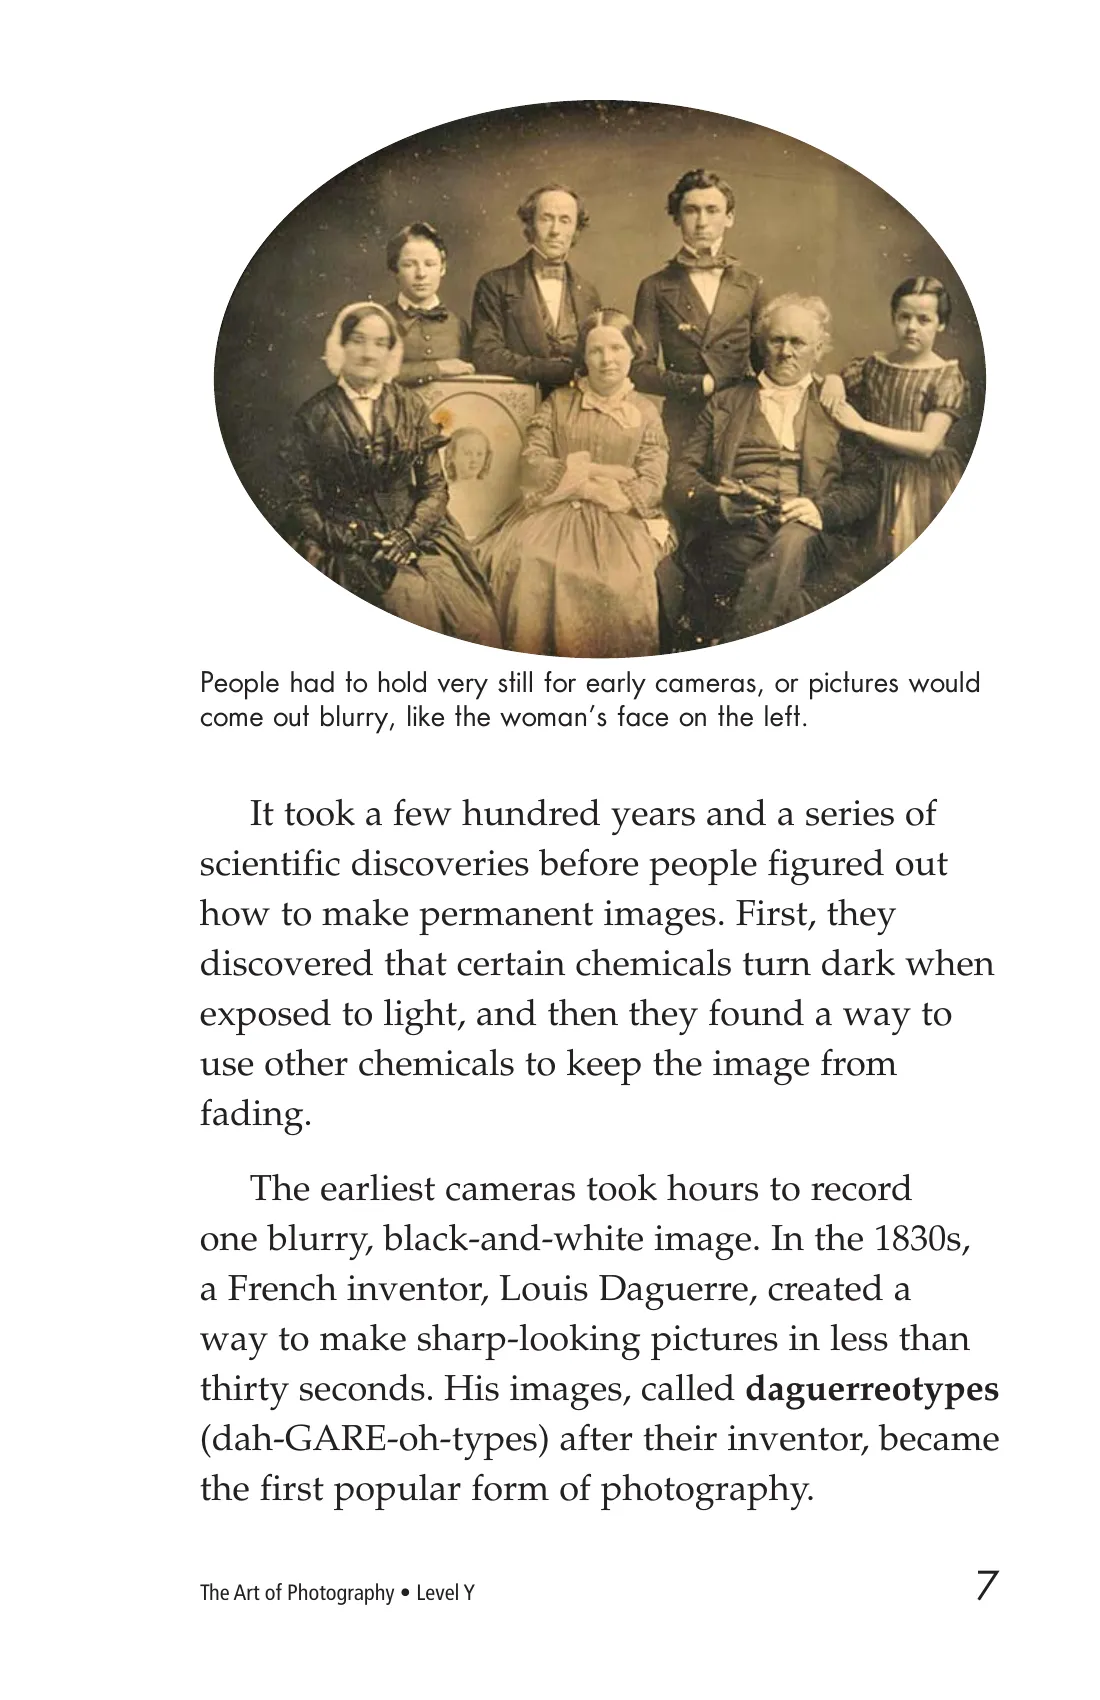 People had to hold very still for early cameras, or pictures would
come out blurry, like the woman’s face on the left.
It took a few hundred years and a series of
scientific discoveries before people figured out
how to make permanent images. First, they
discovered that certain chemicals turn dark when
exposed to light, and then they found a way to
use other chemicals to keep the image from
fading.
The earliest cameras took hours to record
one blurry, black-and-white image. In the 1830s,
a French inventor, Louis Daguerre, created a
way to make sharp-looking pictures in less than
thirty seconds. His images, called daguerreotypes
(dah-GARE-oh-types) after their inventor, became
the first popular form of photography.
The Art of Photography • Level Y 7